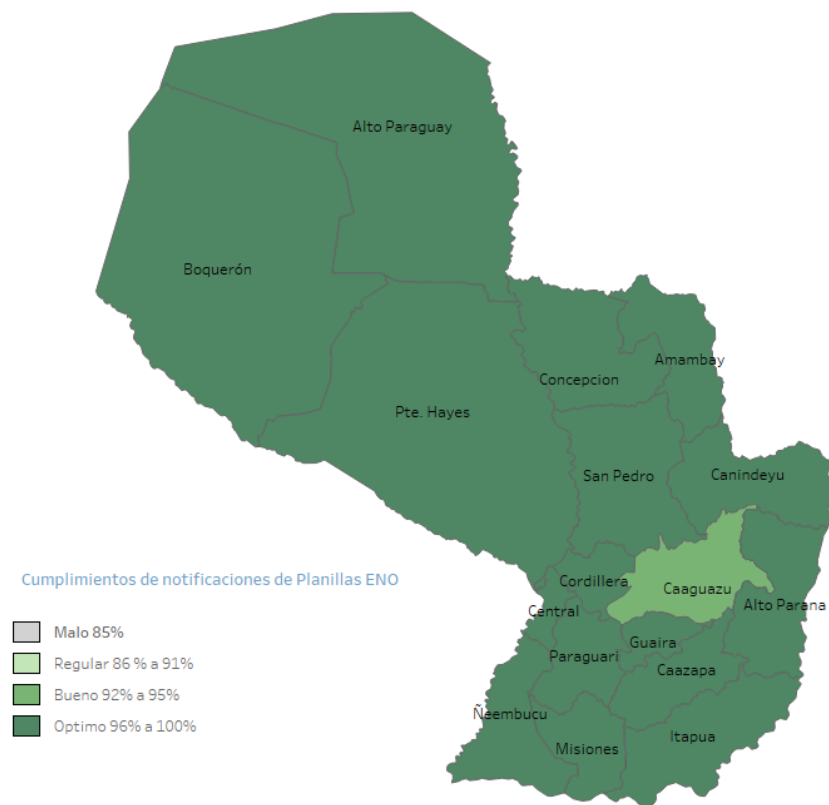 Alto Paraguay
Boquerón
Amambay
Concepcion
Pte. Hayes
San Pedro
Canindeyu
Cordillera
Caaguazu
Central
Alto Parana
Guaira
Paraguari
Caazapa
Ñeembucu
Itapua
Misiones
Cumplimientos de notificaciones de Planillas ENO
Malo 85%
Regular 86 % a 91%
Bueno 92% a 95%
Optimo 96% a 100%